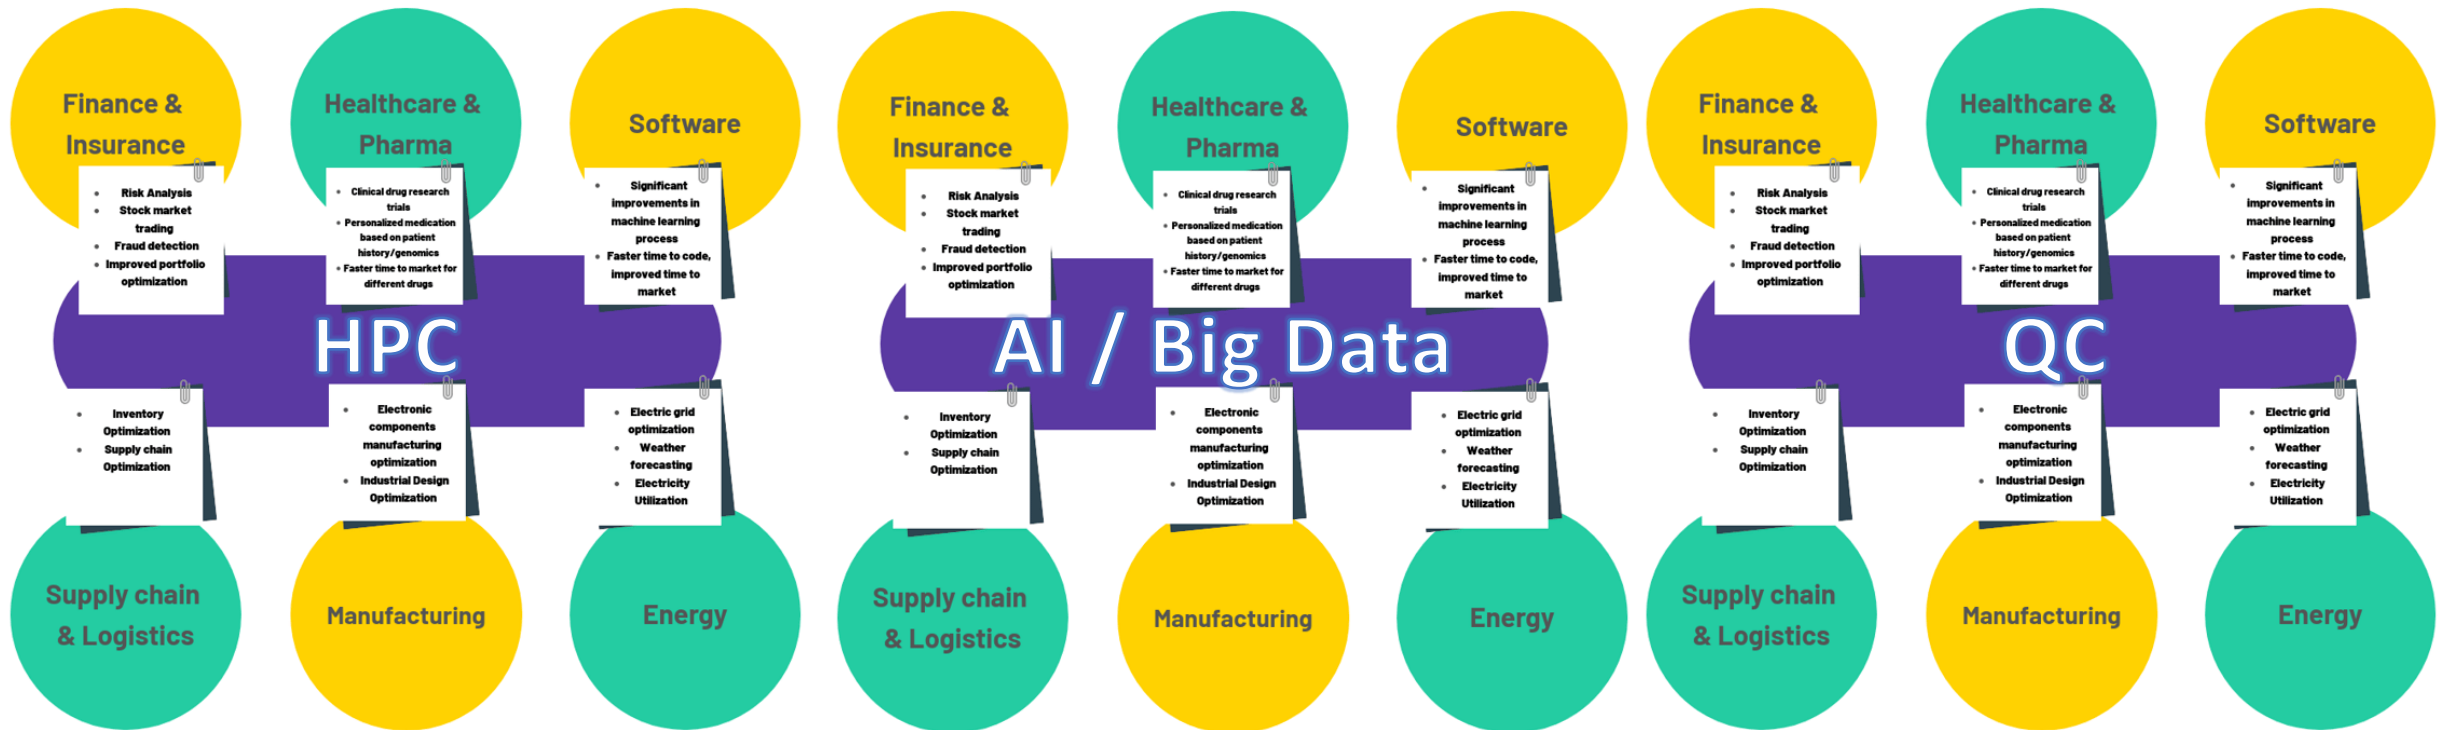 Finance &
Insurance
• Risk Analysis
• Stock market
trading
• Fraud detection
• Improved portfolio
optimization
Healthcare &
Pharma
• Clinical drug research
trials
• Personalized medication
based on patient
history/genomics
• Faster time to market for
different drugs
Software
• Significant
improvements in
machine learning
process
• Faster time to code,
improved time to
market
HPC
• Inventory
Optimization
• Supply chain
Optimization
Supply chain
& Logistics
• Electronic
components
manufacturing
optimization
• Industrial Design
Optimization
Manufacturing
• Electric grid
optimization
• Weather
forecasting
• Electricity
Utilization
Energy
Finance &
Insurance
• Risk Analysis
• Stock market
trading
• Fraud detection
• Improved portfolio
optimization
Healthcare &
Pharma
• Clinical drug research
trials
• Personalized medication
based on patient
history/genomics
• Faster time to market for
different drugs
Software
• Significant
improvements in
machine learning
process
• Faster time to code,
improved time to
market
AI / Big Data
• Inventory
Optimization
• Supply chain
Optimization
Supply chain
& Logistics
• Electronic
components
manufacturing
optimization
• Industrial Design
Optimization
Manufacturing
• Electric grid
optimization
• Weather
forecasting
• Electricity
Utilization
Energy
Finance &
Insurance
• Risk Analysis
• Stock market
trading
• Fraud detection
• Improved portfolio
optimization
Healthcare &
Pharma
• Clinical drug research
trials
• Personalized medication
based on patient
history/genomics
• Faster time to market for
different drugs
Software
• Significant
improvements in
machine learning
process
• Faster time to code,
improved time to
market
QC
• Inventory
Optimization
• Supply chain
Optimization
Supply chain
& Logistics
• Electronic
components
manufacturing
optimization
• Industrial Design
Optimization
Manufacturing
• Electric grid
optimization
• Weather
forecasting
• Electricity
Utilization
Energy